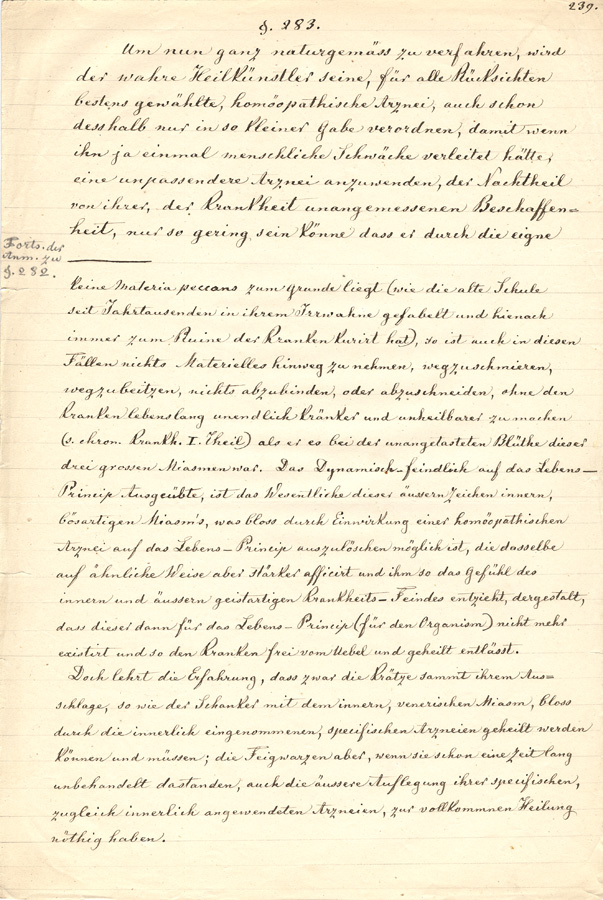 239.
§. 283.
Um nun ganz naturgemäss zu verfahren, wird
der wahre Heilkünstler seine, für alle Rücksichten
bestens gewählte, homöopathische Arznei, auch schon
desshalb nur in so kleiner Gabe verordnen, damit wenn
ihn ja einmal menschliche Schwäche verleitet hätte,
eine unpassendere Arznei anzuwenden, der Nachtheil
von ihrer, der Krankheit unangemessenen Beschaffen=
heit, nur so gering sein könne dass er durch die eigne
Forts. der
Anm. zu
§. 282.
keine Materia peccans zum grunde liegt (wie die alte Schule
seit Jahrtausenden in ihrem Irrwahne gefabelt und hienach
immer zum Ruine der Kranken kurirt hat), so ist auch in diesen
Fällen nichts Materielles hinweg zu nehmen, wegzuschmieren,
wegzubeitzen, nichts abzubinden, oder abzuschneiden, ohne den
Kranken lebenslang unendlich kränker und unheilbarer zu machen
(s. chron. Krankh. I. Theil) als er es bei der unangetasteten Blüthe dieser
drei grossen Miasmen war. Das Dynamisch-feindlich auf das Lebens-
Princip Ausgeübte, ist das Wesentliche dieser äussern Zeichen innern,
bösartigen Miasm's, was bloss durch Einwirkung einer homöopathischen
Arznei auf das Lebens-Princip auszulöschen möglich ist, die dasselbe
auf ähnliche Weise aber stärker afficirt und ihm so das Gefühl des
innern und äussern geistartigen Krankheits-Feindes entzieht, dergestalt,
dass dieser dann für das Lebens-Princip (für den Organism) nicht mehr
existirt und so den Kranken frei vom Uebel und geheilt entlässt.
Doch lehrt die Erfahrung, dass zwar die Krätze sammt ihrem Aus=
schlage, so wie der Schanker mit dem innern, venerischen Miasm, bloss
durch die innerlich eingenommenen, specifischen Arzneien geheilt werden
können und müssen; die Feigwarzen aber, wenn sie schon eine Zeit lang
unbehandelt dastanden, auch die äussere Auflegung ihrer specifischen,
zugleich innerlich angewendeten Arzneien, zur vollkommnen Heilung
nöthig haben.